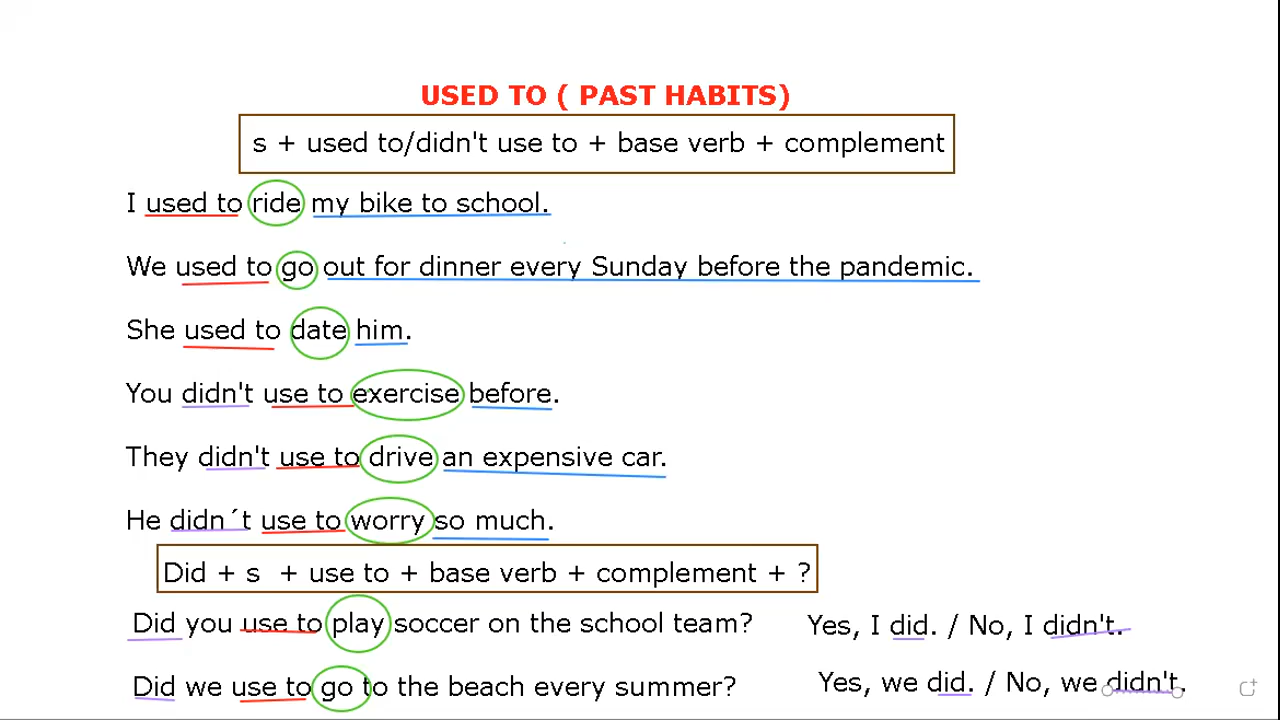 USED TO ( PAST HABITS)
s + used to/didn't use to + base verb + complement
I used to ride my bike to school.
We used to go out for dinner every Sunday before the pandemic.
She used to date him.
You didn't use to exercise before.
They didn't use to drive an expensive car.
He didn´t use to worry so much.
Did + s + use to + base verb + complement + ?
Did you use to play soccer on the school team? Yes, I did. / No, I didn't.
Did we use to go to the beach every summer? Yes, we did. / No, we didn't.